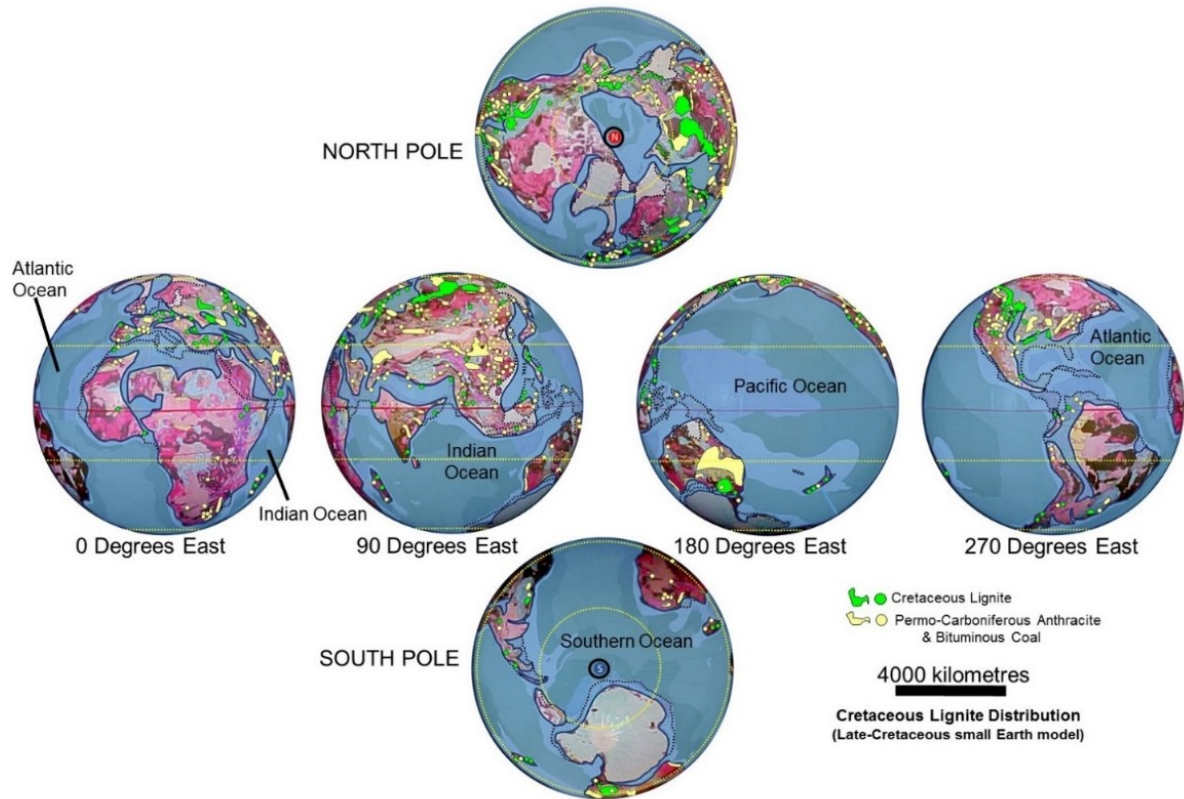 NORTH POLE
N
Atlantic
Ocean
Indian Ocean
0 Degrees East
Indian
Ocean
90 Degrees East
Pacific Ocean
180 Degrees East
Atlantic
Ocean
270 Degrees East
Southern Ocean
S
SOUTH POLE
Cretaceous Lignite
Permo-Carboniferous Anthracite
& Bituminous Coal
4000 kilometres
Cretaceous Lignite Distribution
(Late-Cretaceous small Earth model)